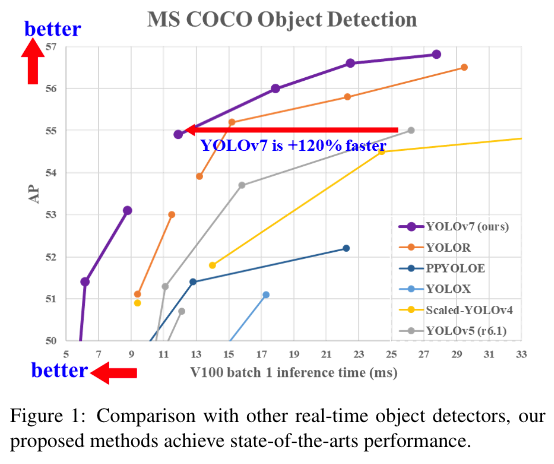 MS COCO Object Detection
better
57
56
55
54
53
52
51
50
AP
YOLOv7 is +120% faster
YOLOv7 (ours)
YOLOR
PPYOLOE
YOLOX
Scaled-YOLOv4
YOLOv5 (r6.1)
5 7 9 11 13 15 17 19 21 23 25 27 29 31 33
better
V100 batch 1 inference time (ms)
Figure 1: Comparison with other real-time object detectors, our
proposed methods achieve state-of-the-arts performance.